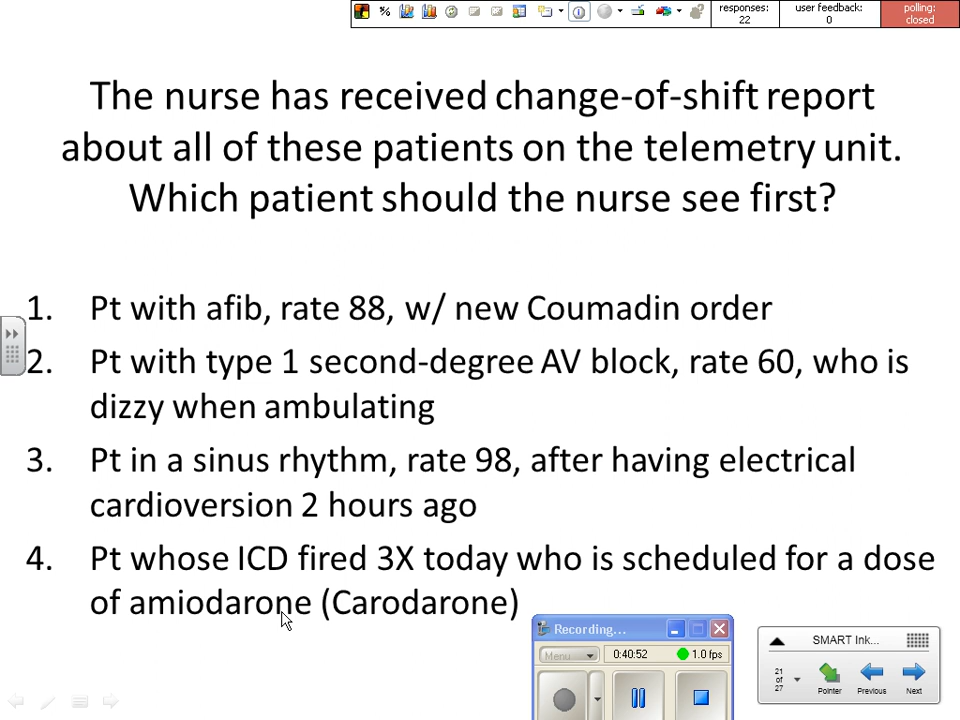 responses:
22
user feedback:
0
polling:
closed
The nurse has received change-of-shift report
about all of these patients on the telemetry unit.
Which patient should the nurse see first?
1. Pt with afib, rate 88, w/ new Coumadin order
2. Pt with type 1 second-degree AV block, rate 60, who is
dizzy when ambulating
3. Pt in a sinus rhythm, rate 98, after having electrical
cardioversion 2 hours ago
4. Pt whose ICD fired 3X today who is scheduled for a dose
of amiodarone (Carodarone)
Recording...
Menu
0:40:52
1.0 fps
SMART Ink...
21
of
27
Pointer
Previous
Next